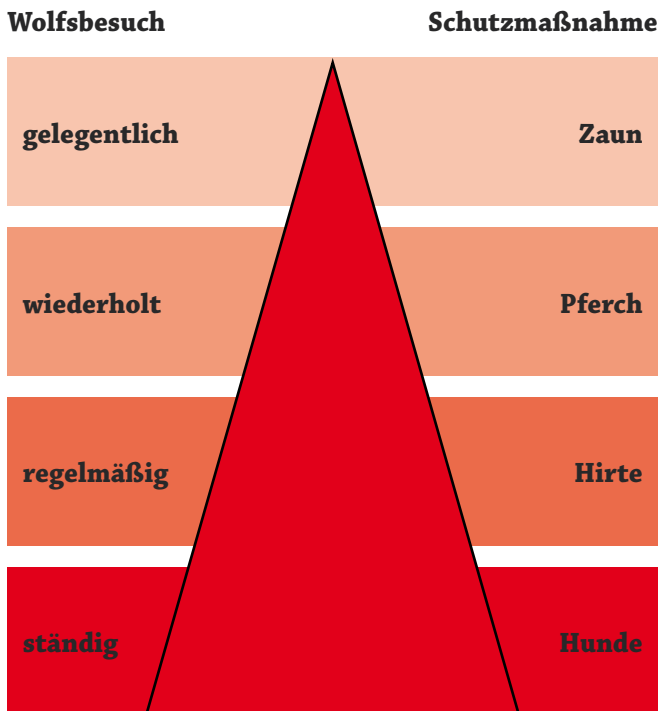 Wolfsbesuch Schutzmaßnahme
gelegentlich Zaun
wiederholt Pferch
regelmäßig Hirte
ständig Hunde